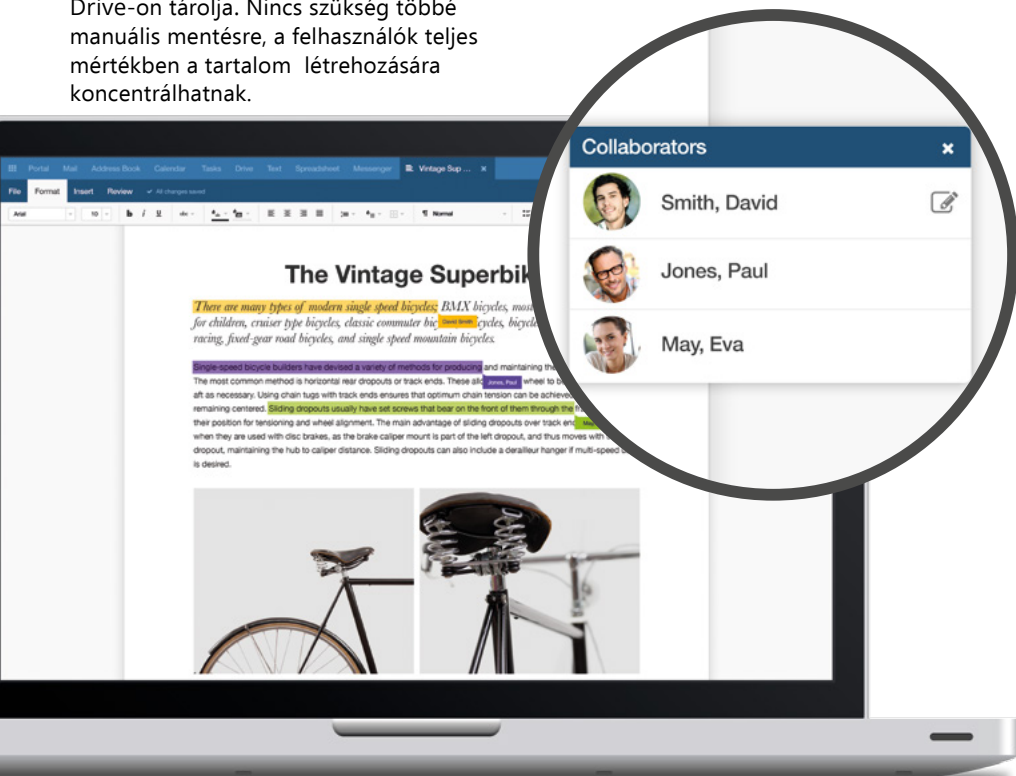 Drive-on tárolja. Nincs szükség többé
manuális mentésre, a felhasználók teljes
mértékben a tartalom létrehozására
koncentrálhatnak.
Collaborators ×
Smith, David
Jones, Paul
May, Eva
Portal Mail Address Book Calendar Tasks Drive Text Spreadsheet Messenger Vintage Sup ... ×
File Format Insert Review ✓ All changes saved
Arial 10 B I U abc Normal
The Vintage Superbik
There are many types of modern single speed bicycles; BMX bicycles, most
for children, cruiser type bicycles, classic commuter bic David Smith cycles, bicycle
racing, fixed-gear road bicycles, and single speed mountain bicycles.
Single-speed bicycle builders have devised a variety of methods for producing and maintaining the
The most common method is horizontal rear dropouts or track ends. These allo Jones, Paul wheel to b
aft as necessary. Using chain tugs with track ends ensures that optimum chain tension can be achieved
remaining centered. Sliding dropouts usually have set screws that bear on the front of them through the
their position for tensioning and wheel alignment. The main advantage of sliding dropouts over track en
when they are used with disc brakes, as the brake caliper mount is part of the left dropout, and thus moves with
dropout, maintaining the hub to caliper distance. Sliding dropouts can also include a derailleur hanger if multi-speed
is desired.